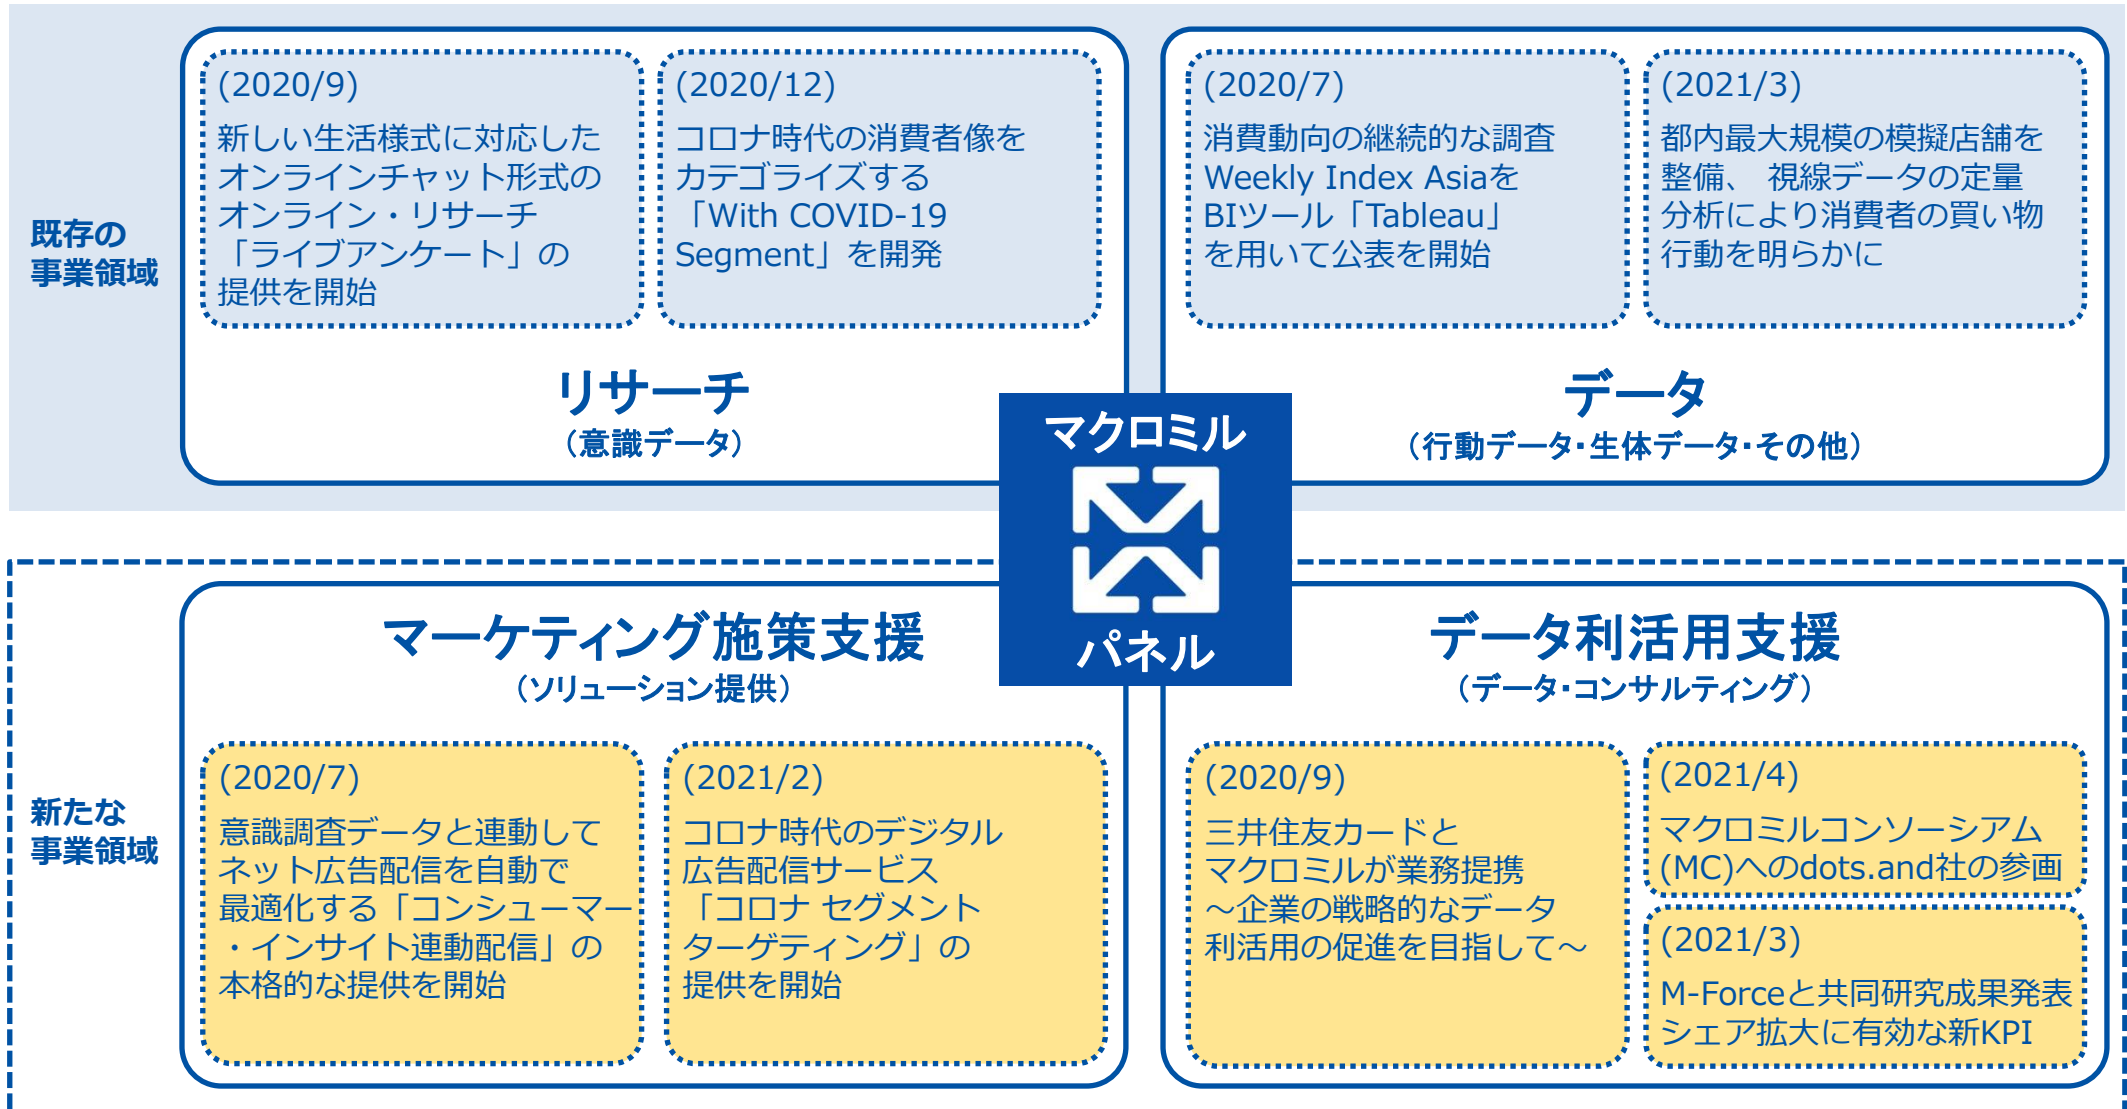 既存の
事業領域
(2020/9)
新しい生活様式に対応した
オンラインチャット形式の
オンライン・リサーチ
「ライブアンケート」の
提供を開始
(2020/12)
コロナ時代の消費者像を
カテゴライズする
「With COVID-19
Segment」を開発
リサーチ
（意識データ）
(2020/7)
消費動向の継続的な調査
Weekly Index Asiaを
BIツール「Tableau」
を用いて公表を開始
(2021/3)
都内最大規模の模擬店舗を
整備、 視線データの定量
分析により消費者の買い物
行動を明らかに
データ
（行動データ・生体データ・その他）
マクロミル
パネル
新たな
事業領域
マーケティング施策支援
（ソリューション提供）
(2020/7)
意識調査データと連動して
ネット広告配信を自動で
最適化する「コンシューマー
・インサイト連動配信」の
本格的な提供を開始
(2021/2)
コロナ時代のデジタル
広告配信サービス
「コロナ セグメント
ターゲティング」の
提供を開始
データ利活用支援
（データ・コンサルティング）
(2020/9)
三井住友カードと
マクロミルが業務提携
～企業の戦略的なデータ
利活用の促進を目指して～
(2021/4)
マクロミルコンソーシアム
(MC)へのdots.and社の参画
(2021/3)
M-Forceと共同研究成果発表
シェア拡大に有効な新KPI